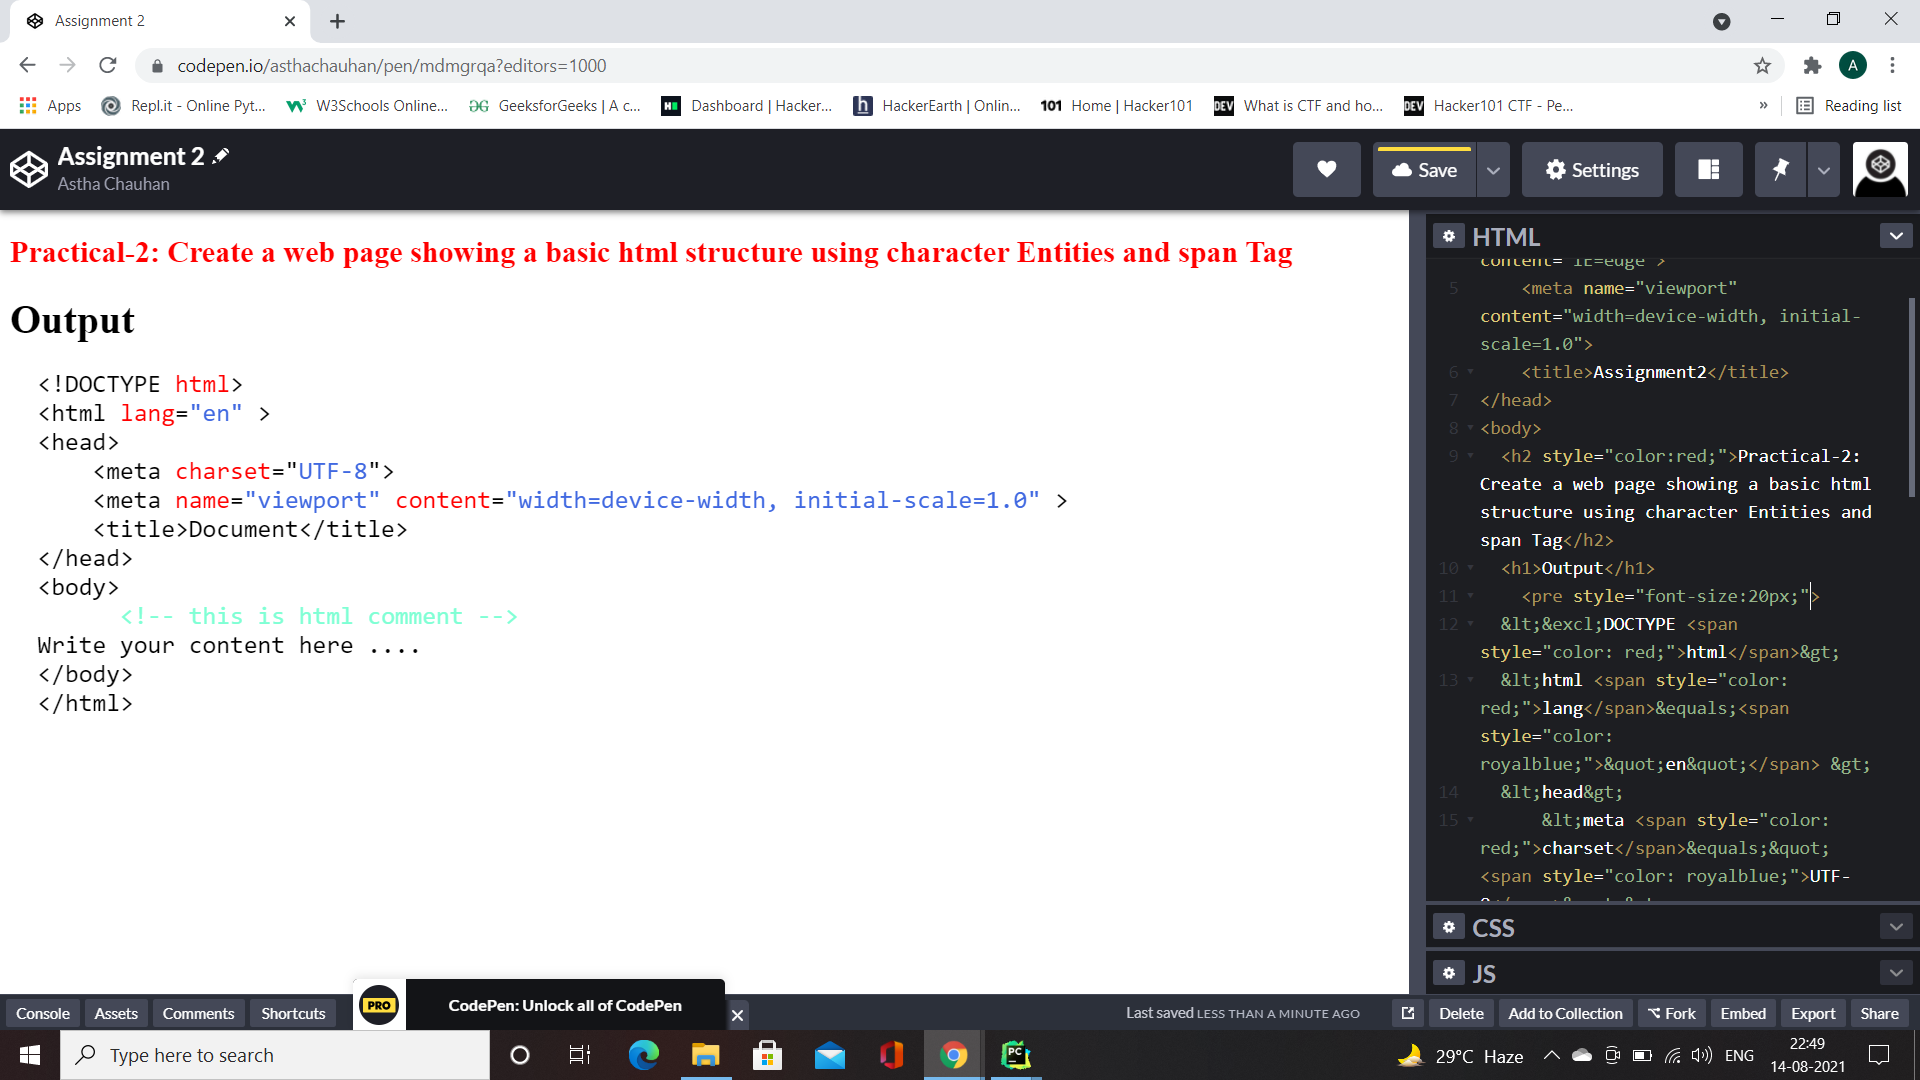 Assignment 2
codepen.io/asthachauhan/pen/mdmgrqa?editors=1000
Apps
Repl.it - Online Pyt...
W3Schools Online...
GeeksforGeeks | A c...
Dashboard | Hacker...
HackerEarth | Onlin...
101 Home | Hacker101
DEV What is CTF and ho...
DEV Hacker101 CTF - Pe...
»
Reading list
A
Assignment 2
Astha Chauhan
Save
Settings
Practical-2: Create a web page showing a basic html structure using character Entities and span Tag
Output
<!DOCTYPE html>
<html lang="en" >
<head>
    <meta charset="UTF-8">
    <meta name="viewport" content="width=device-width, initial-scale=1.0" >
    <title>Document</title>
</head>
<body>
      <!-- this is html comment -->
Write your content here ....
</body>
</html>
HTML
content="IE=edge">
5 <meta name="viewport"
content="width=device-width, initial-
scale=1.0">
6 <title>Assignment2</title>
7 </head>
8 <body>
9 <h2 style="color:red;">Practical-2:
Create a web page showing a basic html
structure using character Entities and
span Tag</h2>
10 <h1>Output</h1>
11 <pre style="font-size:20px;">
12 &lt;&excl;DOCTYPE <span
style="color: red;">html</span>&gt;
13 &lt;html <span style="color:
red;">lang</span>&equals;<span
style="color:
royalblue;">&quot;en&quot;</span> &gt;
14 &lt;head&gt;
15 &lt;meta <span style="color:
red;">charset</span>&equals;&quot;
<span style="color: royalblue;">UTF-
CSS
JS
Console
Assets
Comments
Shortcuts
PRO
CodePen: Unlock all of CodePen
Last saved LESS THAN A MINUTE AGO
Delete
Add to Collection
Fork
Embed
Export
Share
Type here to search
PC
29°C Haze
ENG
22:49
14-08-2021